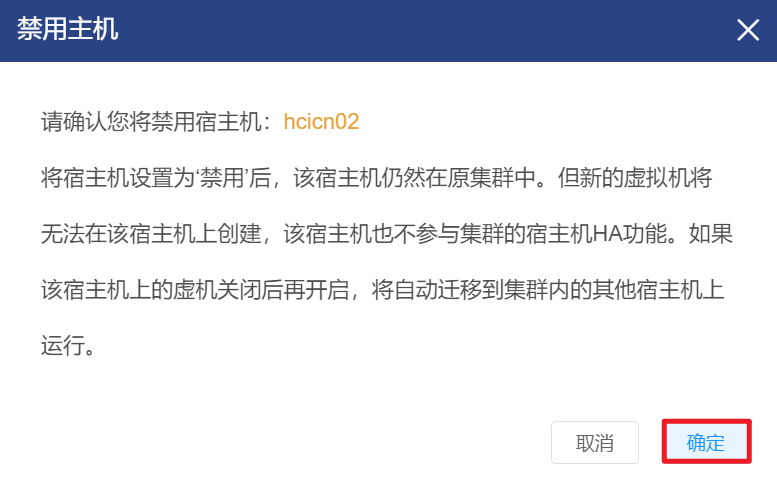 禁用主机
请确认您将禁用宿主机：hcicn02
将宿主机设置为‘禁用’后，该宿主机仍然在原集群中。但新的虚拟机将
无法在该宿主机上创建，该宿主机也不参与集群的宿主机HA功能。如果
该宿主机上的虚机关闭后再开启，将自动迁移到集群内的其他宿主机上
运行。
取消 确定